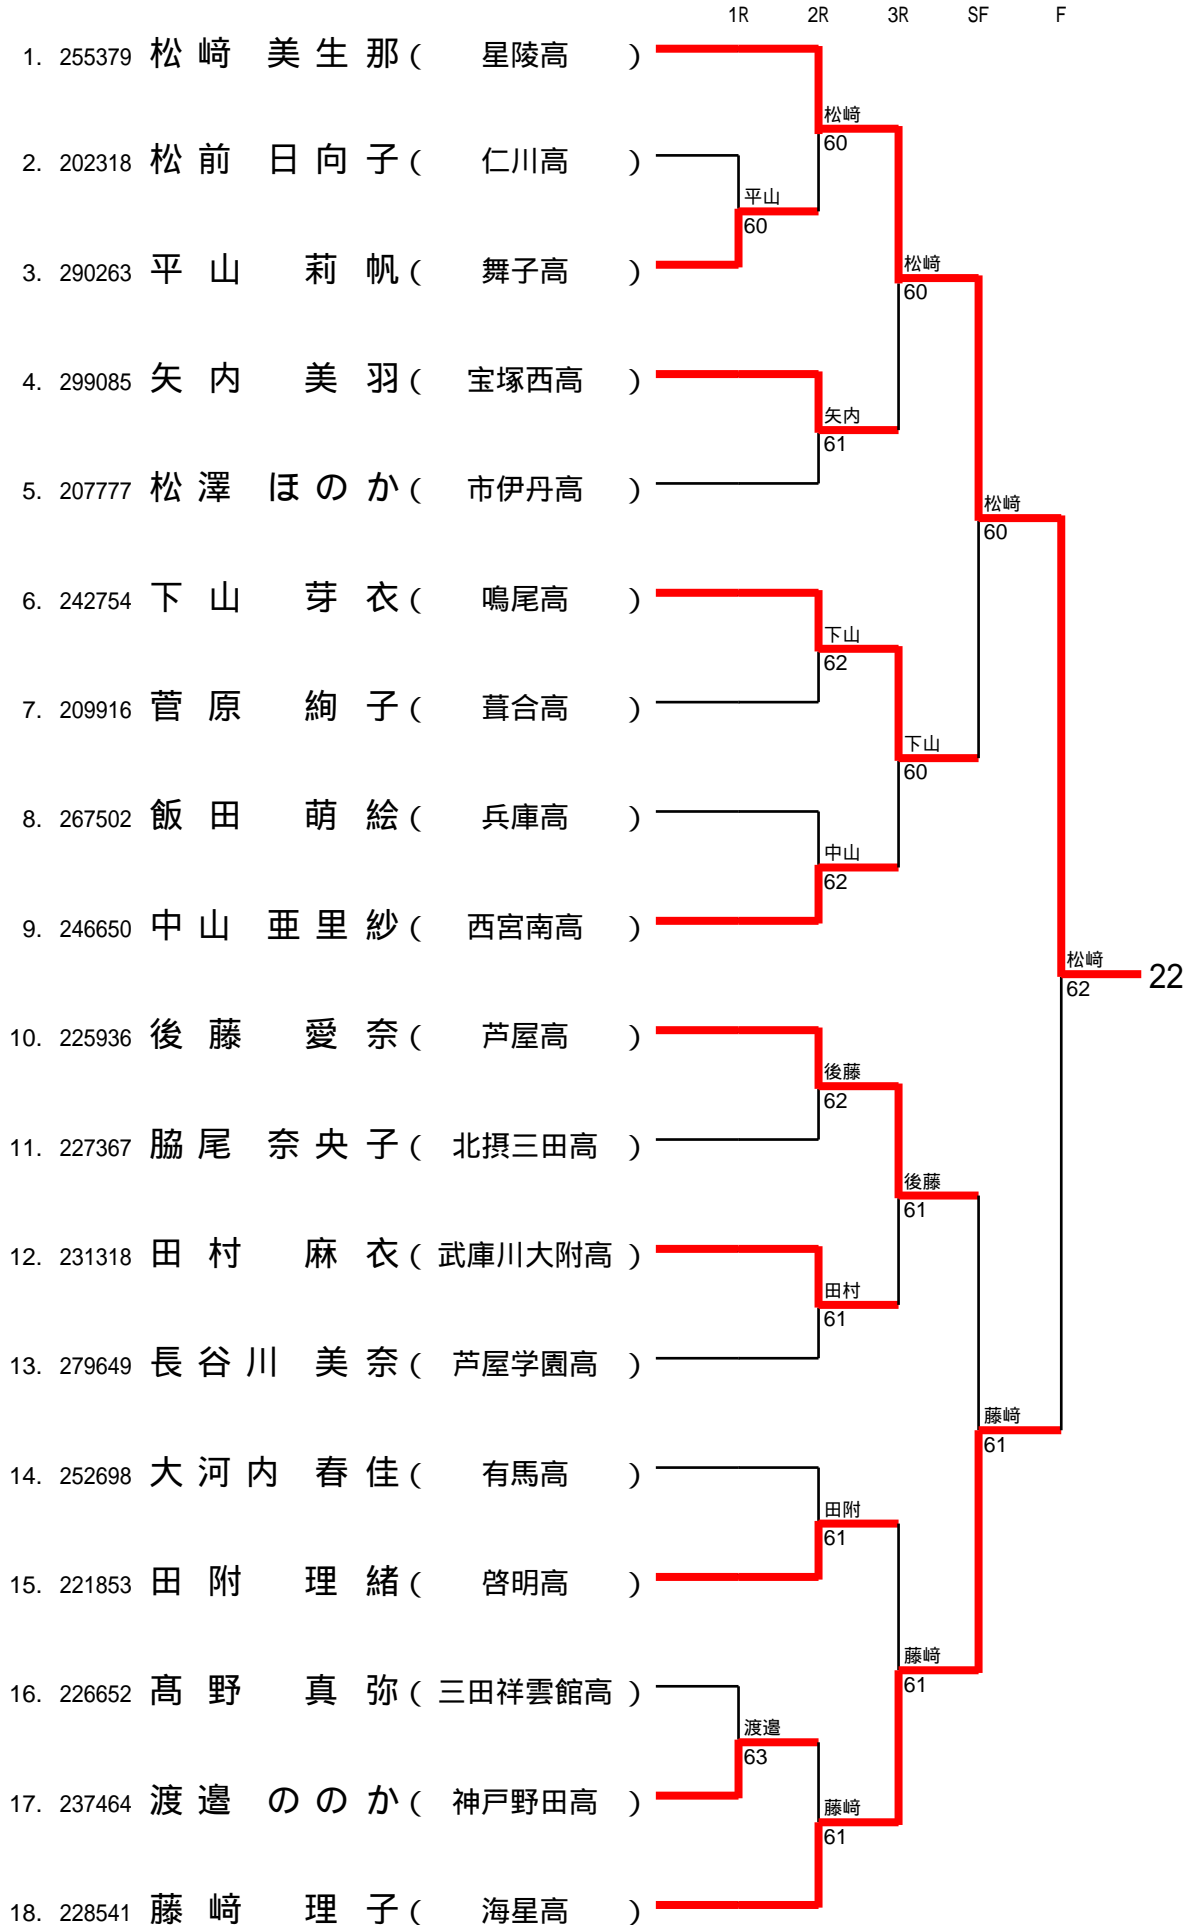 1R 2R 3R SF F
1. 255379 松﨑 美生那 ( 星陵高 )
松﨑
60
2. 202318 松前 日向子 ( 仁川高 )
平山
60
3. 290263 平山 莉帆 ( 舞子高 )
松﨑
60
4. 299085 矢内 美羽 ( 宝塚西高 )
矢内
61
5. 207777 松澤 ほのか ( 市伊丹高 )
松﨑
60
6. 242754 下山 芽衣 ( 鳴尾高 )
下山
62
7. 209916 菅原 絢子 ( 葺合高 )
下山
60
8. 267502 飯田 萌絵 ( 兵庫高 )
中山
62
9. 246650 中山 亜里紗 ( 西宮南高 )
松﨑
62
22
10. 225936 後藤 愛奈 ( 芦屋高 )
後藤
62
11. 227367 脇尾 奈央子 ( 北摂三田高 )
後藤
61
12. 231318 田村 麻衣 ( 武庫川大附高 )
田村
61
13. 279649 長谷川 美奈 ( 芦屋学園高 )
藤﨑
61
14. 252698 大河内 春佳 ( 有馬高 )
田附
61
15. 221853 田附 理緒 ( 啓明高 )
藤﨑
61
16. 226652 髙野 真弥 ( 三田祥雲館高 )
渡邉
63
17. 237464 渡邉 ののか ( 神戸野田高 )
藤﨑
61
18. 228541 藤﨑 理子 ( 海星高 )